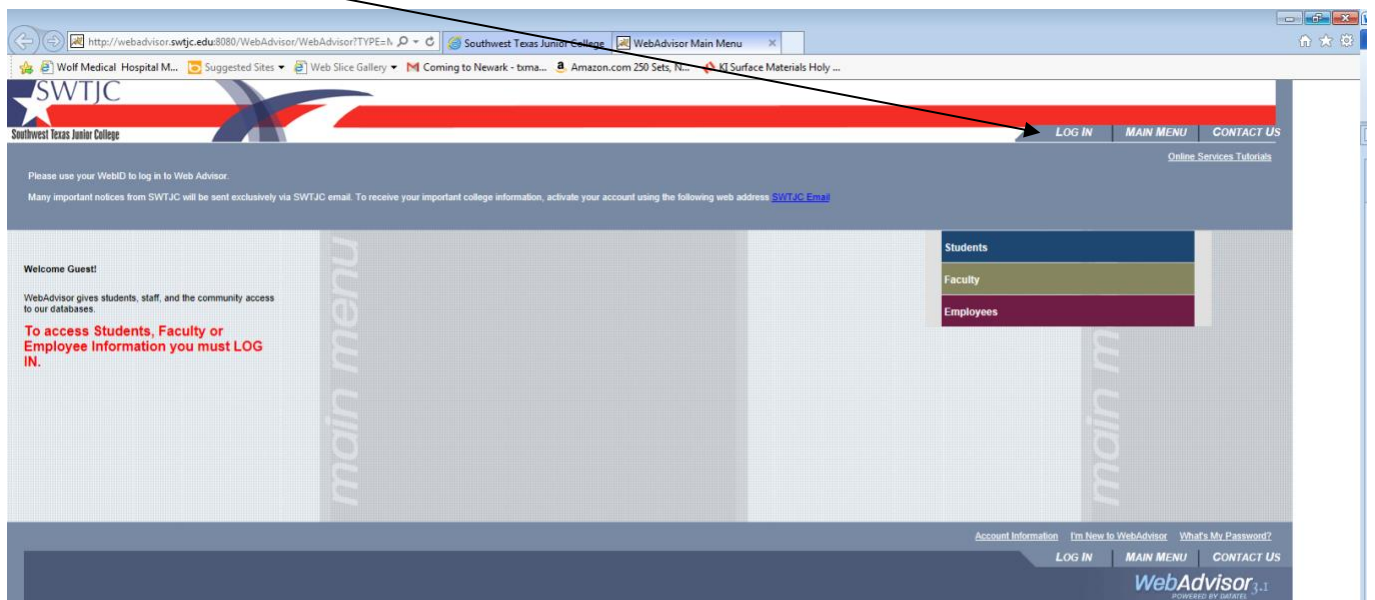 http://webadvisor.swtjc.edu:8080/WebAdvisor/WebAdvisor?TYPE=
Southwest Texas Junior College
WebAdvisor Main Menu
Wolf Medical Hospital M... Suggested Sites Web Slice Gallery Coming to Newark - txma... Amazon.com 250 Sets, N... KI Surface Materials Holy ...
SWTJC
Southwest Texas Junior College
LOG IN MAIN MENU CONTACT US
Online Services Tutorials
Please use your WebID to log in to Web Advisor.
Many important notices from SWTJC will be sent exclusively via SWTJC email. To receive your important college information, activate your account using the following web address SWTJC Email
main menu
Students
Faculty
Employees
Welcome Guest!
WebAdvisor gives students, staff, and the community access
to our databases.
To access Students, Faculty or
Employee Information you must LOG
IN.
main m
Account Information I'm New to WebAdvisor What's My Password?
LOG IN MAIN MENU CONTACT US
WebAdvisor 3.1
POWERED BY DATATEL